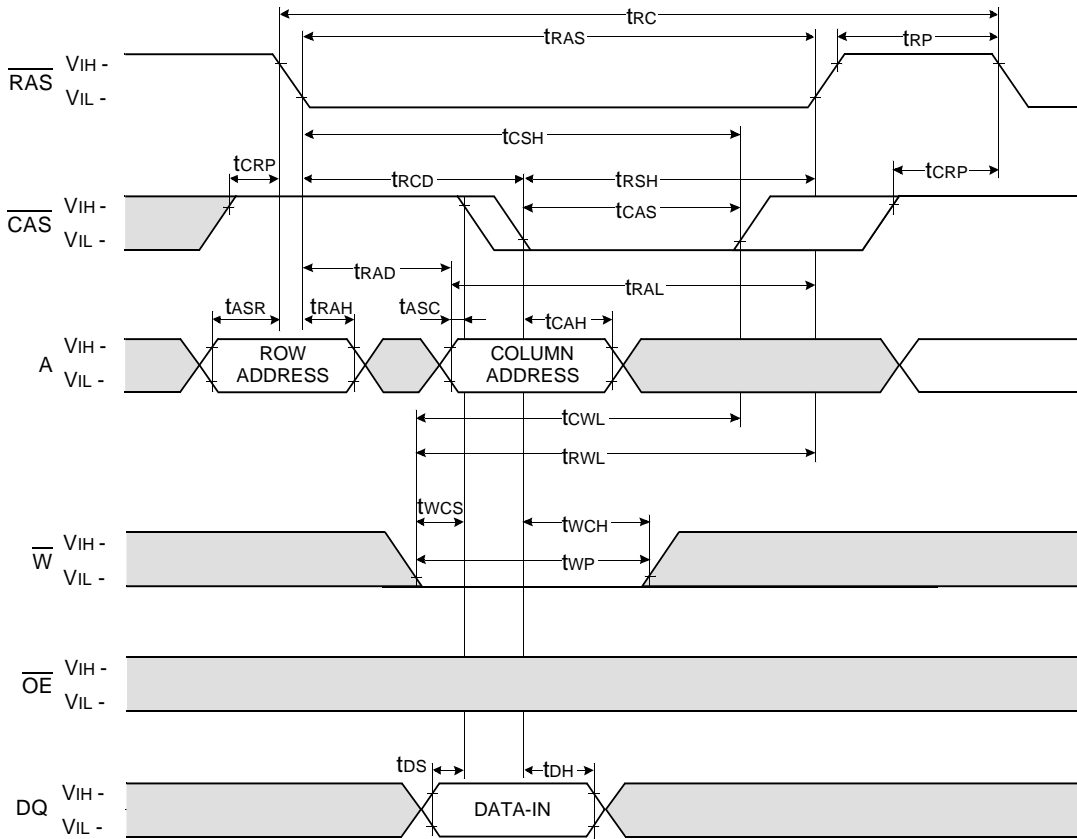 tRC
tRAS
tRP
RAS
VIH -
VIL -
tCSH
tCRP
tRCD
tRSH
tCRP
CAS
VIH -
VIL -
tCAS
tRAD
tRAL
tASR
tRAH
tASC
tCAH
A
VIH -
VIL -
ROW
ADDRESS
COLUMN
ADDRESS
tCWL
tRWL
tWCS
tWCH
W
VIH -
VIL -
tWP
OE
VIH -
VIL -
tDS
tDH
DQ
VIH -
VIL -
DATA-IN